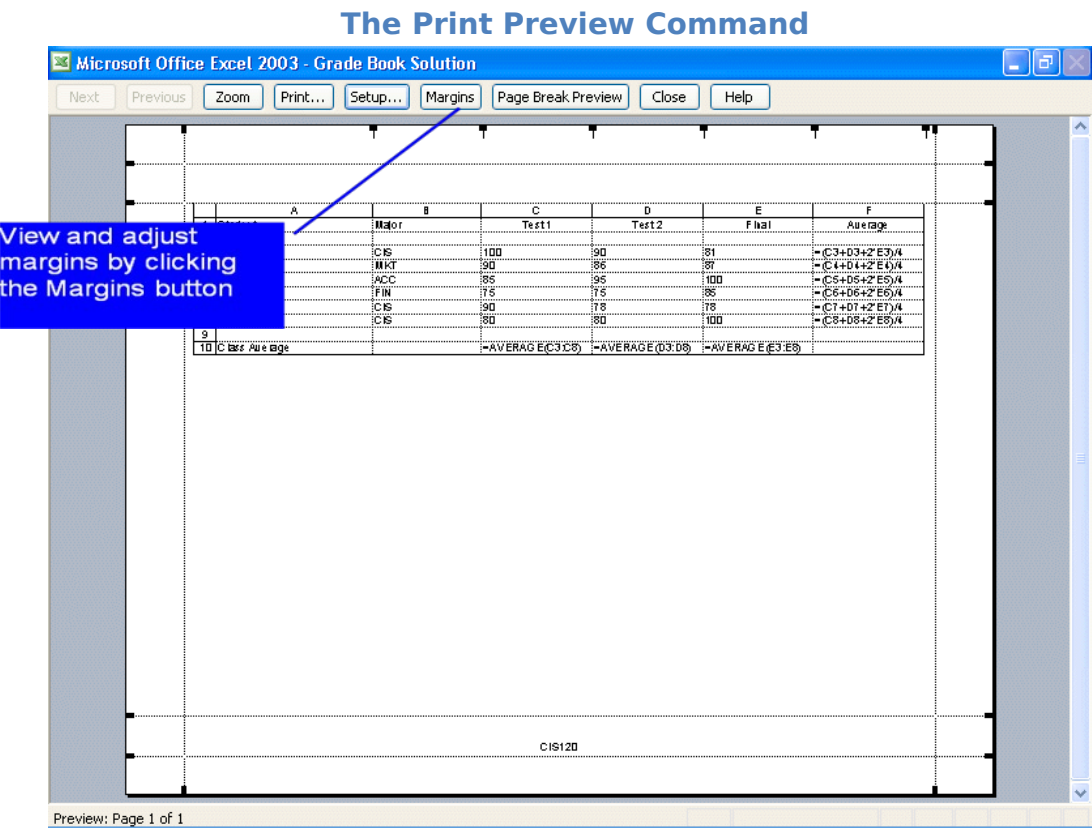 The Print Preview Command
Microsoft Office Excel 2003 - Grade Book Solution
Next Previous Zoom Print... Setup... Margins Page Break Preview Close Help
A B C D E F
Major Test 1 Test 2 Final Average
View and adjust
margins by clicking
the Margins button
CIS 100 90 81 =(C3+D3+2*E3)/4
MKT 90 86 87 =(C4+D4+2*E4)/4
ACC 85 95 100 =(C5+D5+2*E5)/4
FIN 75 75 85 =(C6+D6+2*E6)/4
CIS 90 78 78 =(C7+D7+2*E7)/4
CIS 80 80 100 =(C8+D8+2*E8)/4
9
10 Class Average =AVERAGE(C3:C8) =AVERAGE(D3:D8) =AVERAGE(E3:E8)
CIS120
Preview: Page 1 of 1